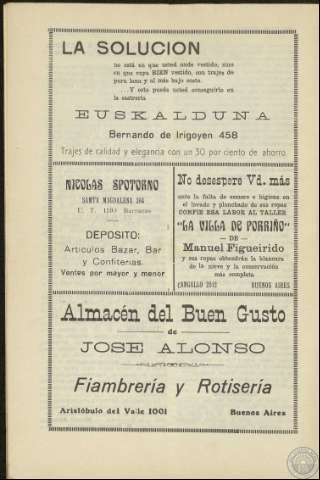 LA SOLUCION
no está en que usted ande vestido, sino
en que vaya BIEN vestido, con trajes de
pura lana y al más bajo costo.
...Y esto puede usted conseguirlo en
la sastrería
EUSKALDUNA
Bernardo de Irigoyen 458
Trajes de calidad y elegancia con un 30 por ciento de ahorro
NICOLAS SPOTORNO
SANTA MAGDALENA
U. T. Barracas
DEPOSITO:
Artículos Bazar, Bar
y Confiterías
Ventes por mayor y menor
No desespere Vd. más
ante la falta de esmero e higiene en
el lavado y planchado de sus ropas
CONFIE ESA LABOR AL TALLER
"LA VILLA DE PORRIÑO"
— DE —
Manuel Figueirido
y sus ropas obtendrán la blancura
de la nieve y la conservación
más completa
CANGALLO BUENOS AIRES
Almacén del Buen Gusto
de
JOSE ALONSO
Fiambrería y Rotisería
Aristóbulo del Valle 1001 Buenos Aires